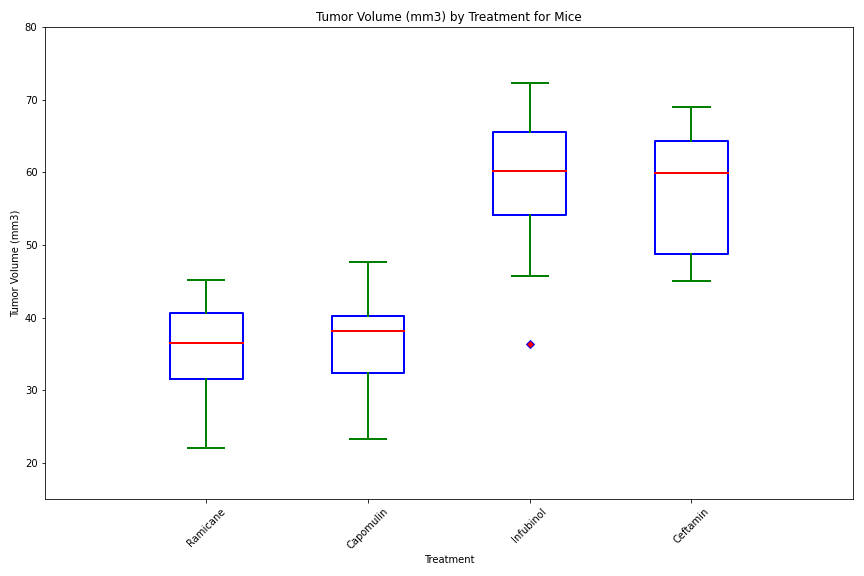 Tumor Volume (mm3) by Treatment for Mice
80
70
60
50
40
30
20
Tumor Volume (mm3)
Ramicane
Capomulin
Infubinol
Ceftamin
Treatment